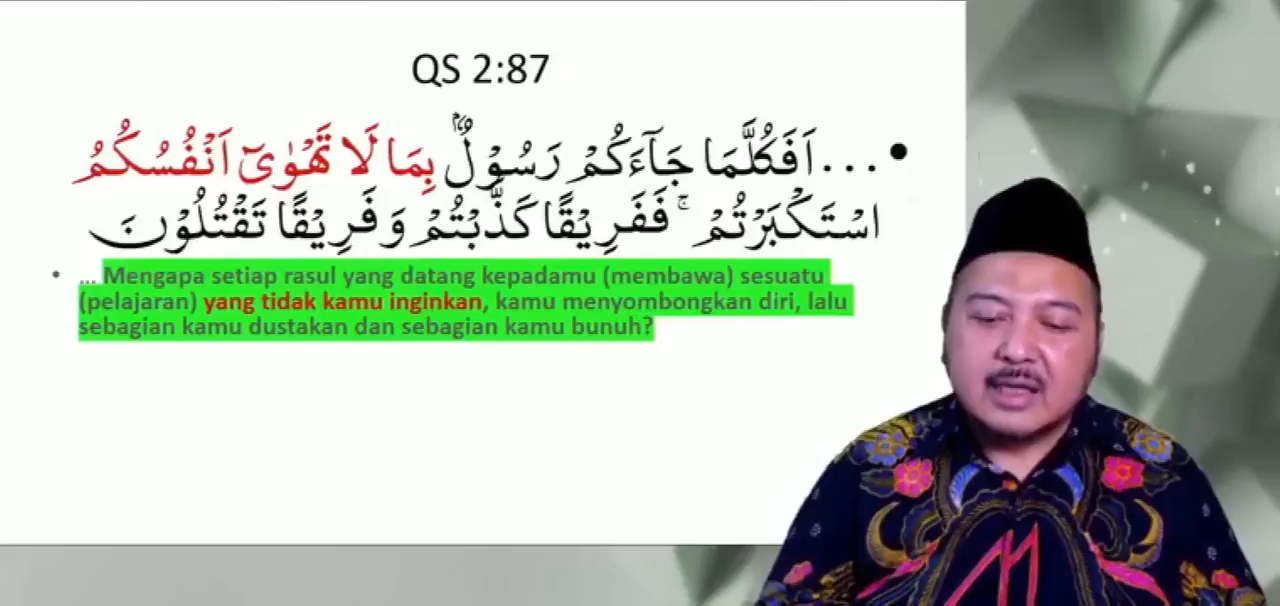 QS 2:87
• ... اَفَكُلَّمَا جَاۤءَكُمْ رَسُوْلٌۢ بِمَا لَا تَهْوٰىٓ اَنْفُسُكُمُ
اسْتَكْبَرْتُمْ ۚ فَفَرِيْقًا كَذَّبْتُمْ وَفَرِيْقًا تَقْتُلُوْنَ
• ... Mengapa setiap rasul yang datang kepadamu (membawa) sesuatu
(pelajaran) yang tidak kamu inginkan, kamu menyombongkan diri, lalu
sebagian kamu dustakan dan sebagian kamu bunuh?